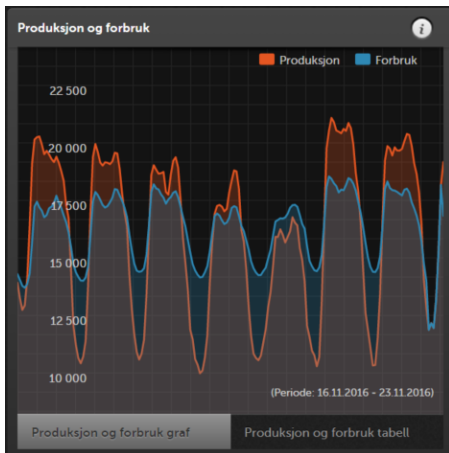 Produksjon og forbruk
i
Produksjon Forbruk
22 500
20 000
17 500
15 000
12 500
10 000
(Periode: 16.11.2016 - 23.11.2016)
Produksjon og forbruk graf Produksjon og forbruk tabell